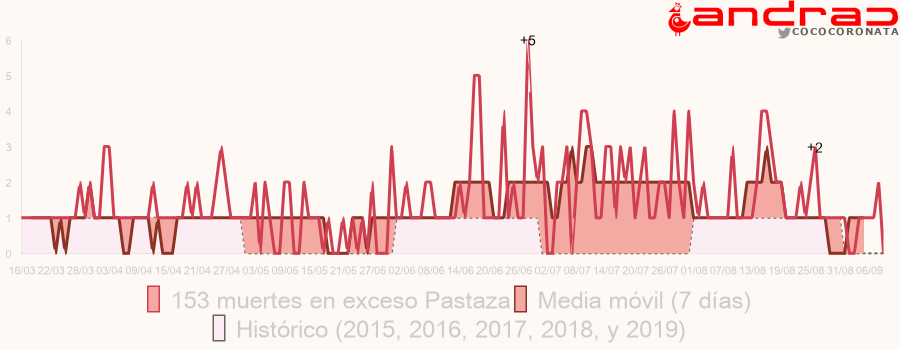 andrac
COCOCORONATA
6
+5
5
4
3
+2
2
1
0
16/03 22/03 28/03 03/04 09/04 15/04 21/04 27/04 03/05 09/05 15/05 21/05 27/05 02/06 08/06 14/06 20/06 26/06 02/07 08/07 14/07 20/07 26/07 01/08 07/08 13/08 19/08 25/08 31/08 06/09
153 muertes en exceso Pastaza Media móvil (7 días)
Histórico (2015, 2016, 2017, 2018, y 2019)